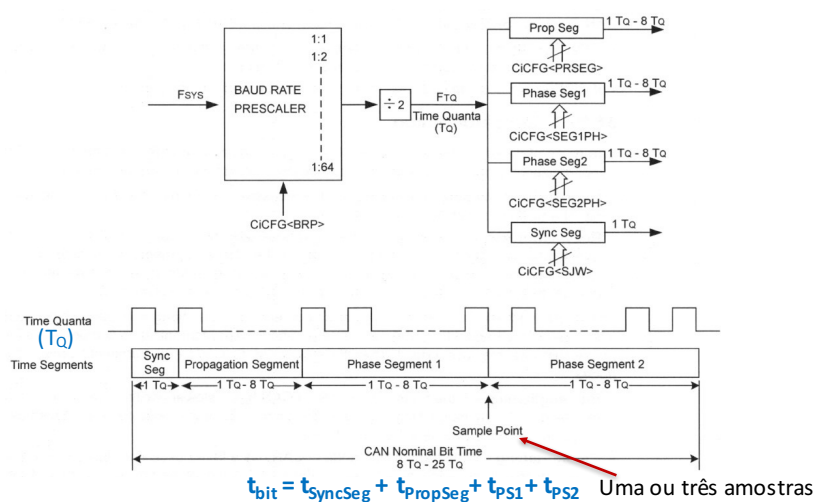 1:1
1:2
1:64
FSYS
BAUD RATE
PRESCALER
÷ 2
FTQ
Time Quanta
(TQ)
CiCFG<BRP>
Prop Seg
1 TQ - 8 TQ
CiCFG<PRSEG>
Phase Seg1
1 TQ - 8 TQ
CiCFG<SEG1PH>
Phase Seg2
1 TQ - 8 TQ
CiCFG<SEG2PH>
Sync Seg
1 TQ
CiCFG<SJW>
Time Quanta
(TQ)
Time Segments
Sync
Seg
Propagation Segment
Phase Segment 1
Phase Segment 2
1 TQ
1 TQ- 8 TQ
1 TQ - 8 TQ
1 TQ - 8 TQ
Sample Point
CAN Nominal Bit Time
8 TQ - 25 TQ
tbit = tSyncSeg + tPropSeg+ tPS1+ tPS2
Uma ou três amostras